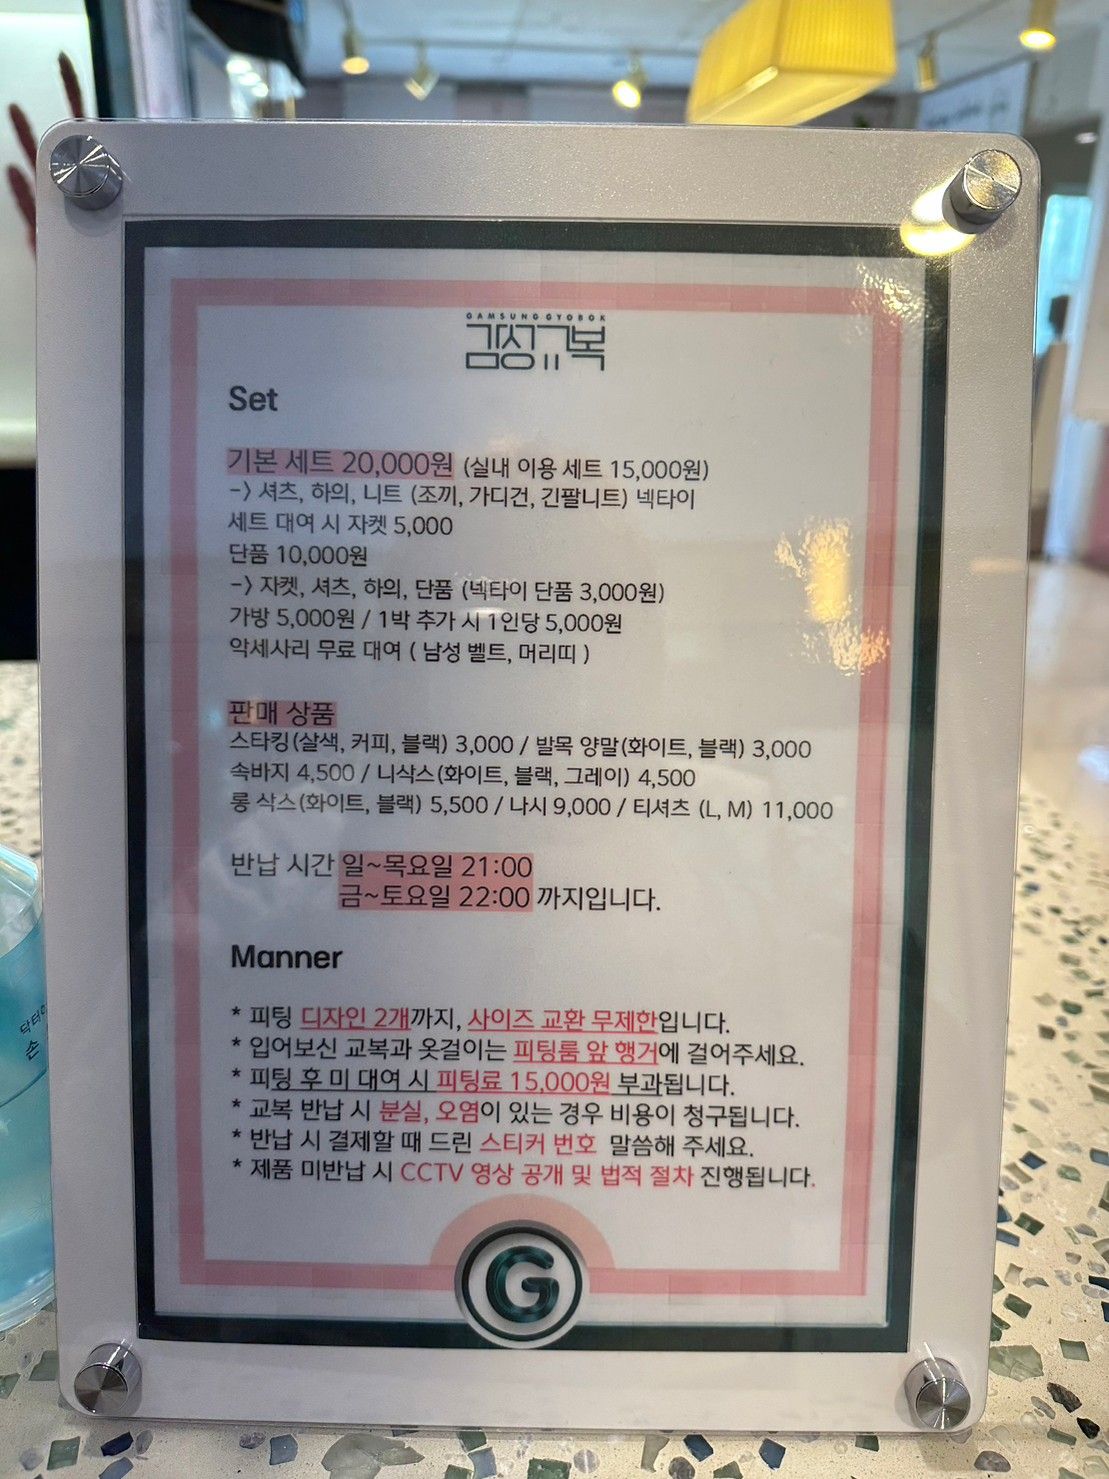 GAMSUNG GYOBOK
감성교복
Set
기본 세트 20,000원 (실내 이용 세트 15,000원)
-> 셔츠, 하의, 니트 (조끼, 가디건, 긴팔니트) 넥타이
세트 대여 시 자켓 5,000
단품 10,000원
-> 자켓, 셔츠, 하의, 단품 (넥타이 단품 3,000원)
가방 5,000원 / 1박 추가 시 1인당 5,000원
악세사리 무료 대여 ( 남성 벨트, 머리띠 )
판매 상품
스타킹(살색, 커피, 블랙) 3,000 / 발목 양말(화이트, 블랙) 3,000
속바지 4,500 / 니삭스(화이트, 블랙, 그레이) 4,500
롱 삭스(화이트, 블랙) 5,500 / 나시 9,000 / 티셔츠 (L, M) 11,000
반납 시간 일~목요일 21:00
금~토요일 22:00 까지입니다.
Manner
* 피팅 디자인 2개까지, 사이즈 교환 무제한입니다.
* 입어보신 교복과 옷걸이는 피팅룸 앞 행거에 걸어주세요.
* 피팅 후 미 대여 시 피팅료 15,000원 부과됩니다.
* 교복 반납 시 분실, 오염이 있는 경우 비용이 청구됩니다.
* 반납 시 결제할 때 드린 스티커 번호 말씀해 주세요.
* 제품 미반납 시 CCTV 영상 공개 및 법적 절차 진행됩니다.
G
손